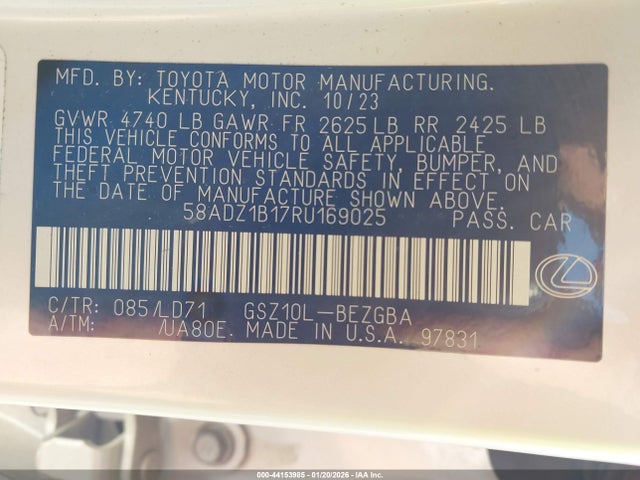 MFD. BY: TOYOTA MOTOR MANUFACTURING.
KENTUCKY, INC. 10/23
GVWR 4740 LB GAWR FR 2625 LB RR 2425 LB
THIS VEHICLE CONFORMS TO ALL APPLICABLE
FEDERAL MOTOR VEHICLE SAFETY, BUMPER, AND
THEFT PREVENTION STANDARDS IN EFFECT ON
THE DATE OF MANUFACTURE SHOWN ABOVE.
58ADZ1B17RU169025 PASS. CAR
C/TR: 085/LD71 GSZ10L-BEZGBA
A/TM: /UA80E. MADE IN U.S.A. 97831
000-44153985 - 01/20/2026 - IAAI, Inc. - Copyright